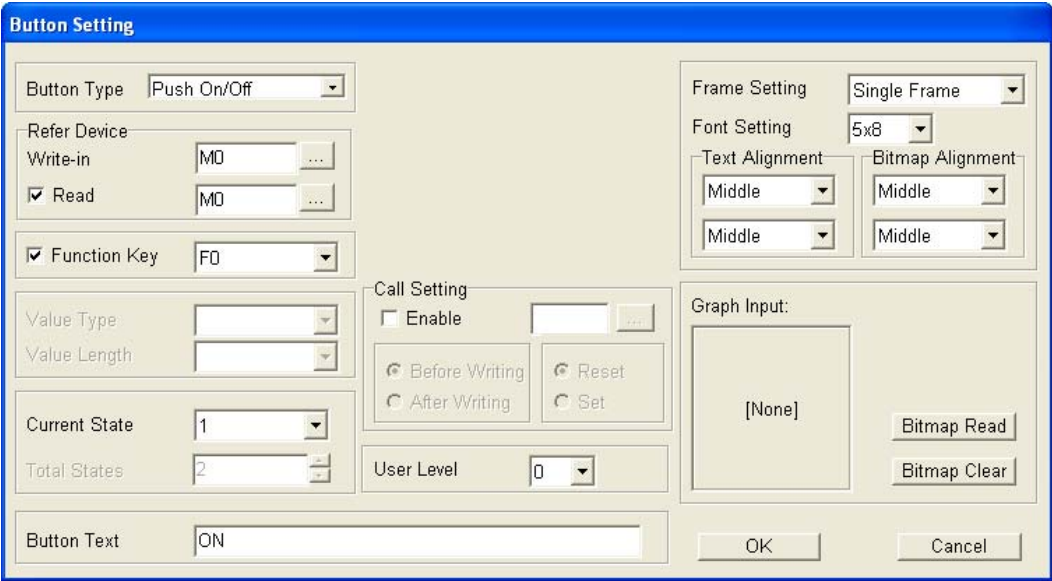 Button Setting
Button Type Push On/Off
Refer Device
Write-in M0 ...
Read M0 ...
Function Key F0
Value Type
Value Length
Current State 1
Total States 2
Button Text ON
Call Setting
Enable ...
Before Writing Reset
After Writing Set
User Level 0
Frame Setting Single Frame
Font Setting 5x8
Text Alignment Bitmap Alignment
Middle Middle
Middle Middle
Graph Input:
[None]
Bitmap Read
Bitmap Clear
OK Cancel